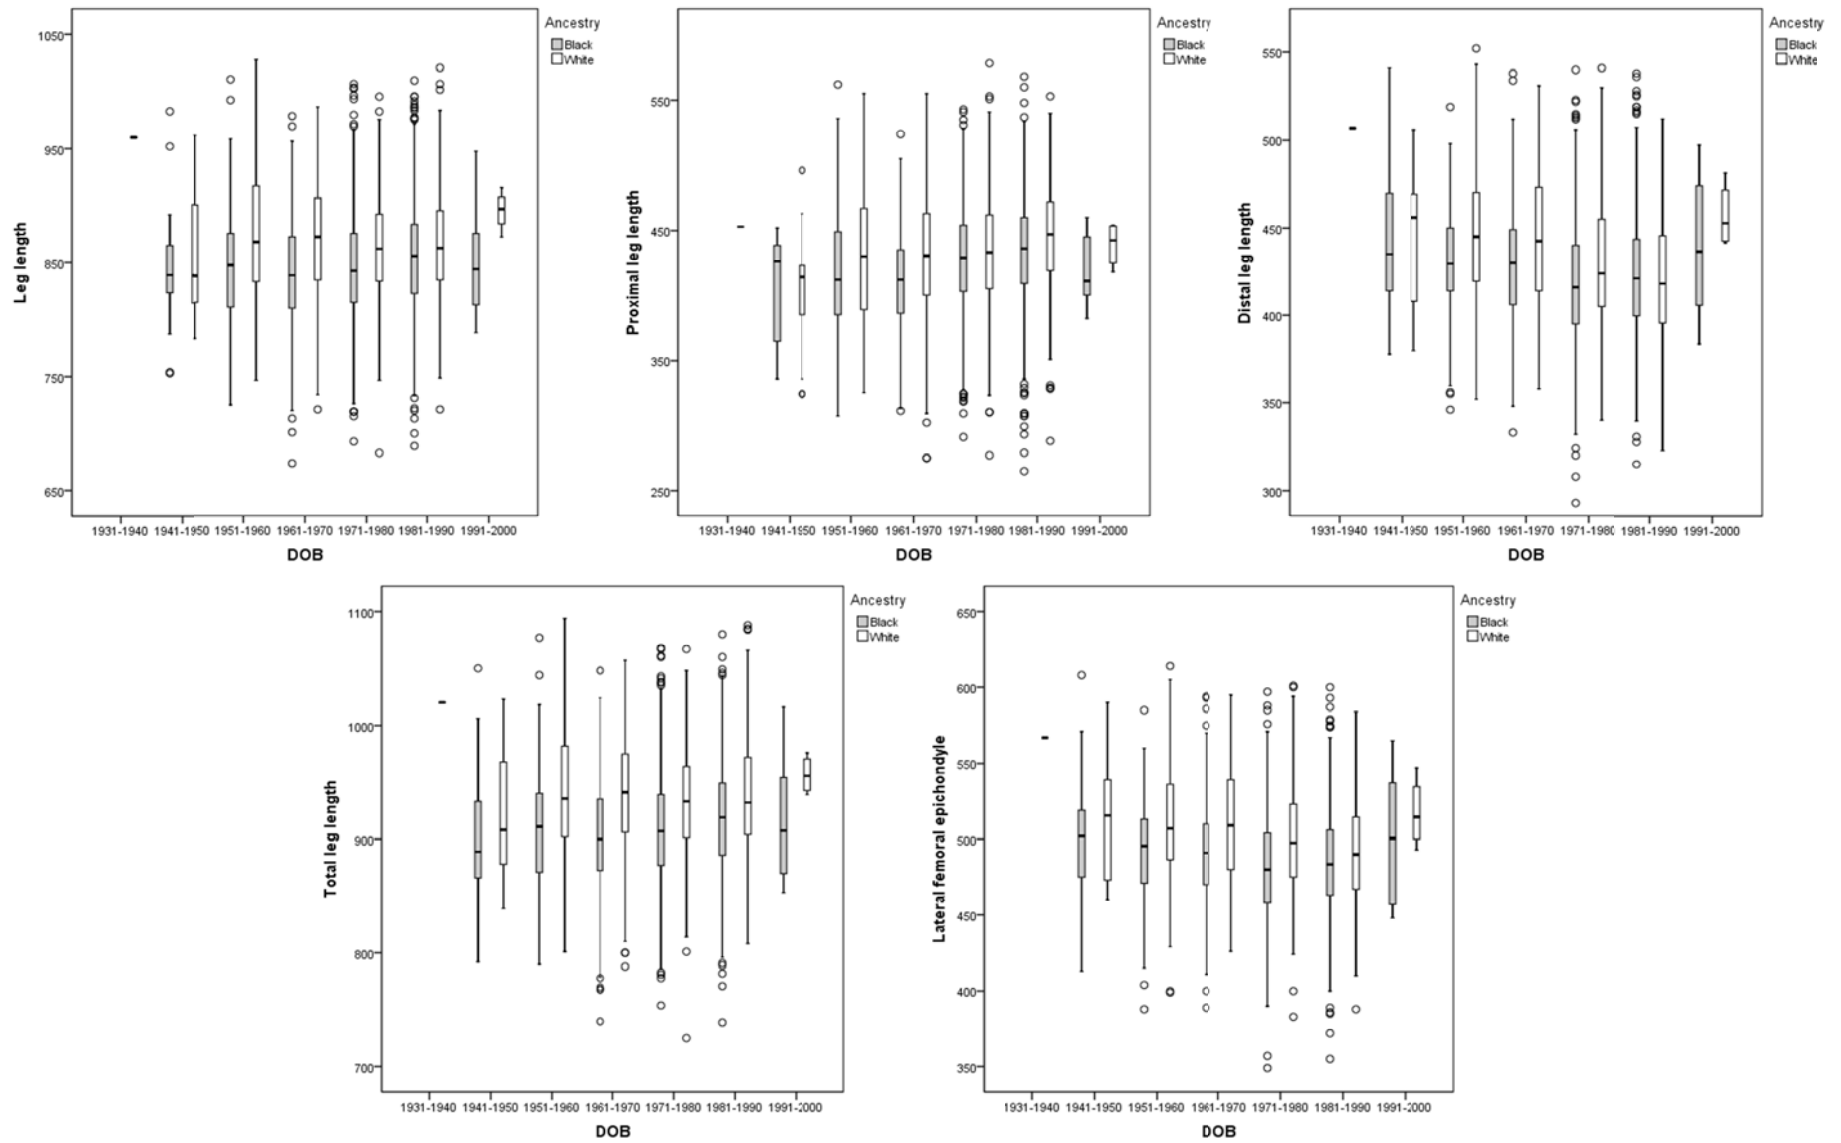 Leg length
1050
950
850
750
650
1931-1940 1941-1950 1951-1960 1961-1970 1971-1980 1981-1990 1991-2000
DOB
Ancestry
Black
White
Proximal leg length
550
450
350
250
1931-1940 1941-1950 1951-1960 1961-1970 1971-1980 1981-1990 1991-2000
DOB
Ancestry
Black
White
Distal leg length
550
500
450
400
350
300
1931-1940 1941-1950 1951-1960 1961-1970 1971-1980 1981-1990 1991-2000
DOB
Ancestry
Black
White
Total leg length
1100
1000
900
800
700
1931-1940 1941-1950 1951-1960 1961-1970 1971-1980 1981-1990 1991-2000
DOB
Ancestry
Black
White
Lateral femoral epichondyle
650
600
550
500
450
400
350
1931-1940 1941-1950 1951-1960 1961-1970 1971-1980 1981-1990 1991-2000
DOB
Ancestry
Black
White